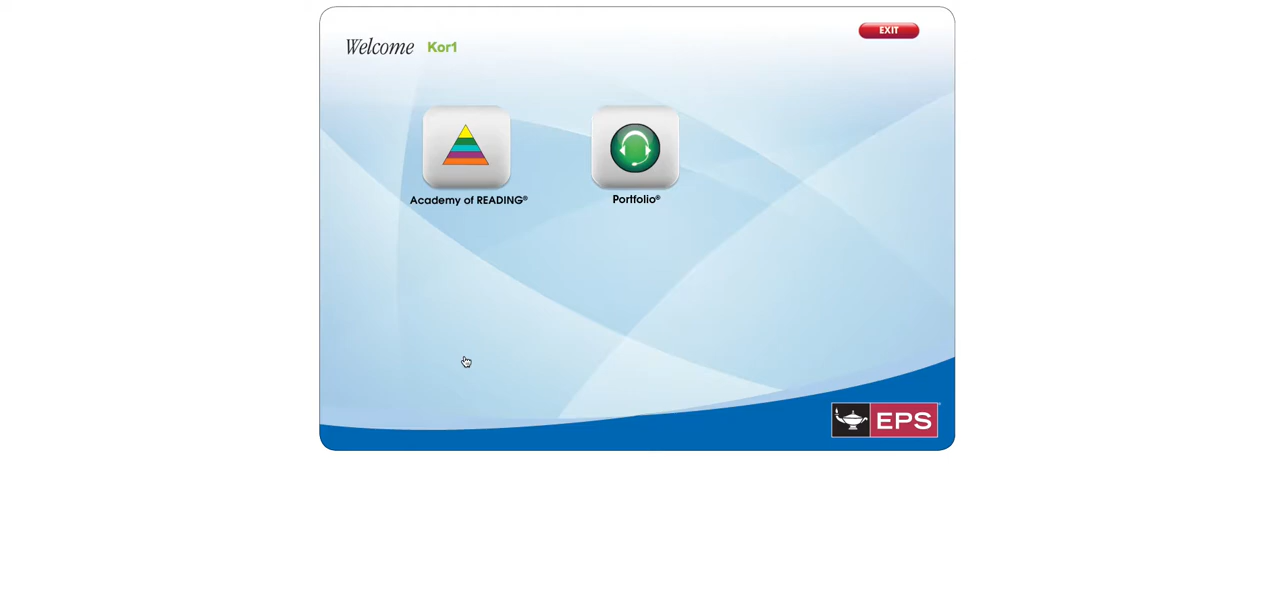 Welcome Kor1
EXIT
Academy of READING®
Portfolio®
EPS®